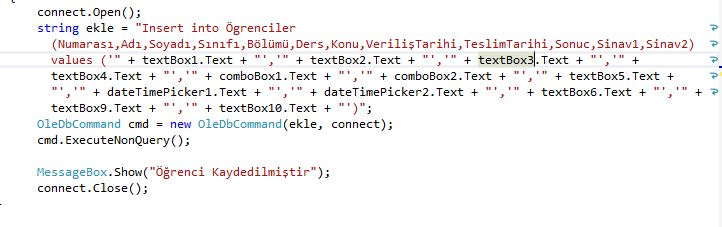 {
connect.Open();
string ekle = "Insert into Ögrenciler
(Numarası,Adı,Soyadı,Sınıfı,Bölümü,Ders,Konu,VerilişTarihi,TeslimTarihi,Sonuc,Sinav1,Sinav2)
values ('" + textBox1.Text + "','" + textBox2.Text + "','" + textBox3.Text + "','" +
textBox4.Text + "','" + comboBox1.Text + "','" + comboBox2.Text + "','" + textBox5.Text +
"','" + dateTimePicker1.Text + "','" + dateTimePicker2.Text + "','" + textBox6.Text + "','" +
textBox9.Text + "','" + textBox10.Text + "')";
OleDbCommand cmd = new OleDbCommand(ekle, connect);
cmd.ExecuteNonQuery();
MessageBox.Show("Öğrenci Kaydedilmiştir");
connect.Close();